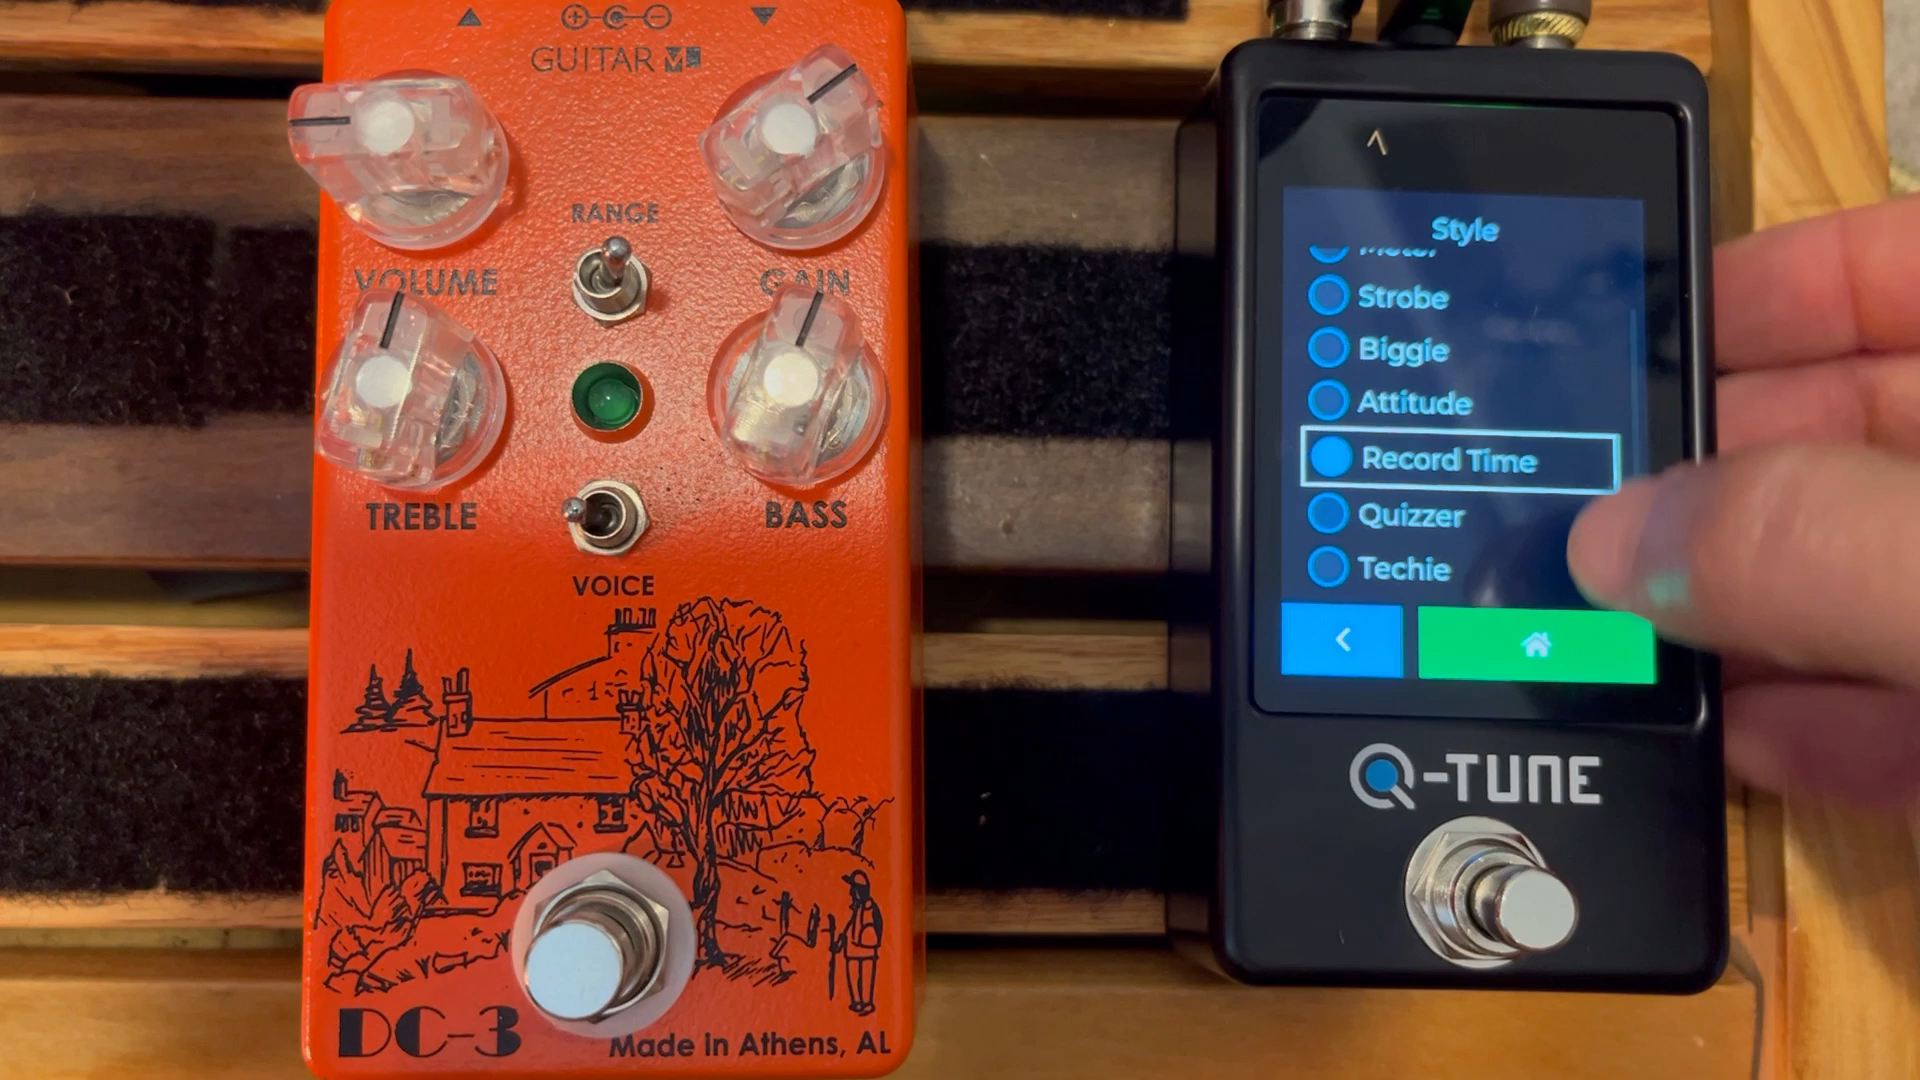 GUITAR
RANGE
VOLUME
GAIN
TREBLE
BASS
VOICE
DC-3
Made in Athens, AL
Style
Strobe
Biggie
Attitude
Record Time
Quizzer
Techie
Q-TUNE